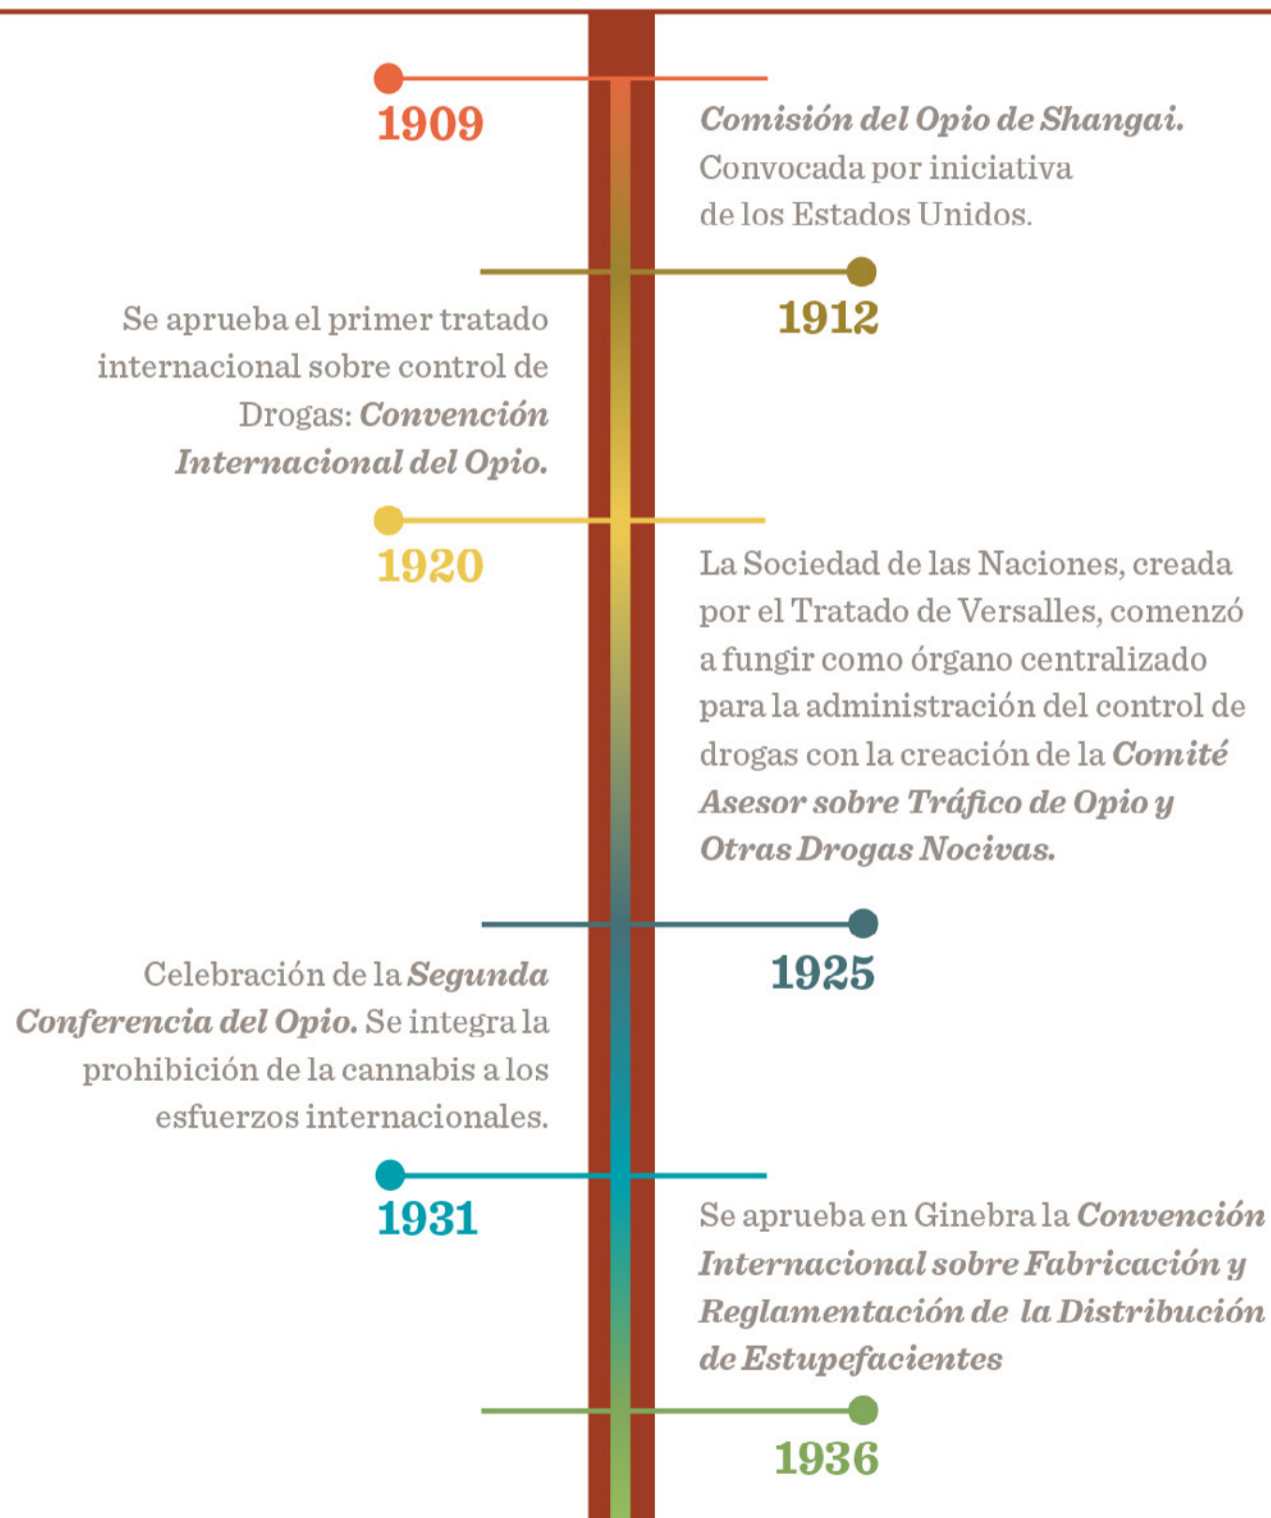 1909
Comisión del Opio de Shangai.
Convocada por iniciativa
de los Estados Unidos.
1912
Se aprueba el primer tratado
internacional sobre control de
Drogas: Convención
Internacional del Opio.
1920
La Sociedad de las Naciones, creada
por el Tratado de Versalles, comenzó
a fungir como órgano centralizado
para la administración del control de
drogas con la creación de la Comité
Asesor sobre Tráfico de Opio y
Otras Drogas Nocivas.
1925
Celebración de la Segunda
Conferencia del Opio. Se integra la
prohibición de la cannabis a los
esfuerzos internacionales.
1931
Se aprueba en Ginebra la Convención
Internacional sobre Fabricación y
Reglamentación de la Distribución
de Estupefacientes
1936